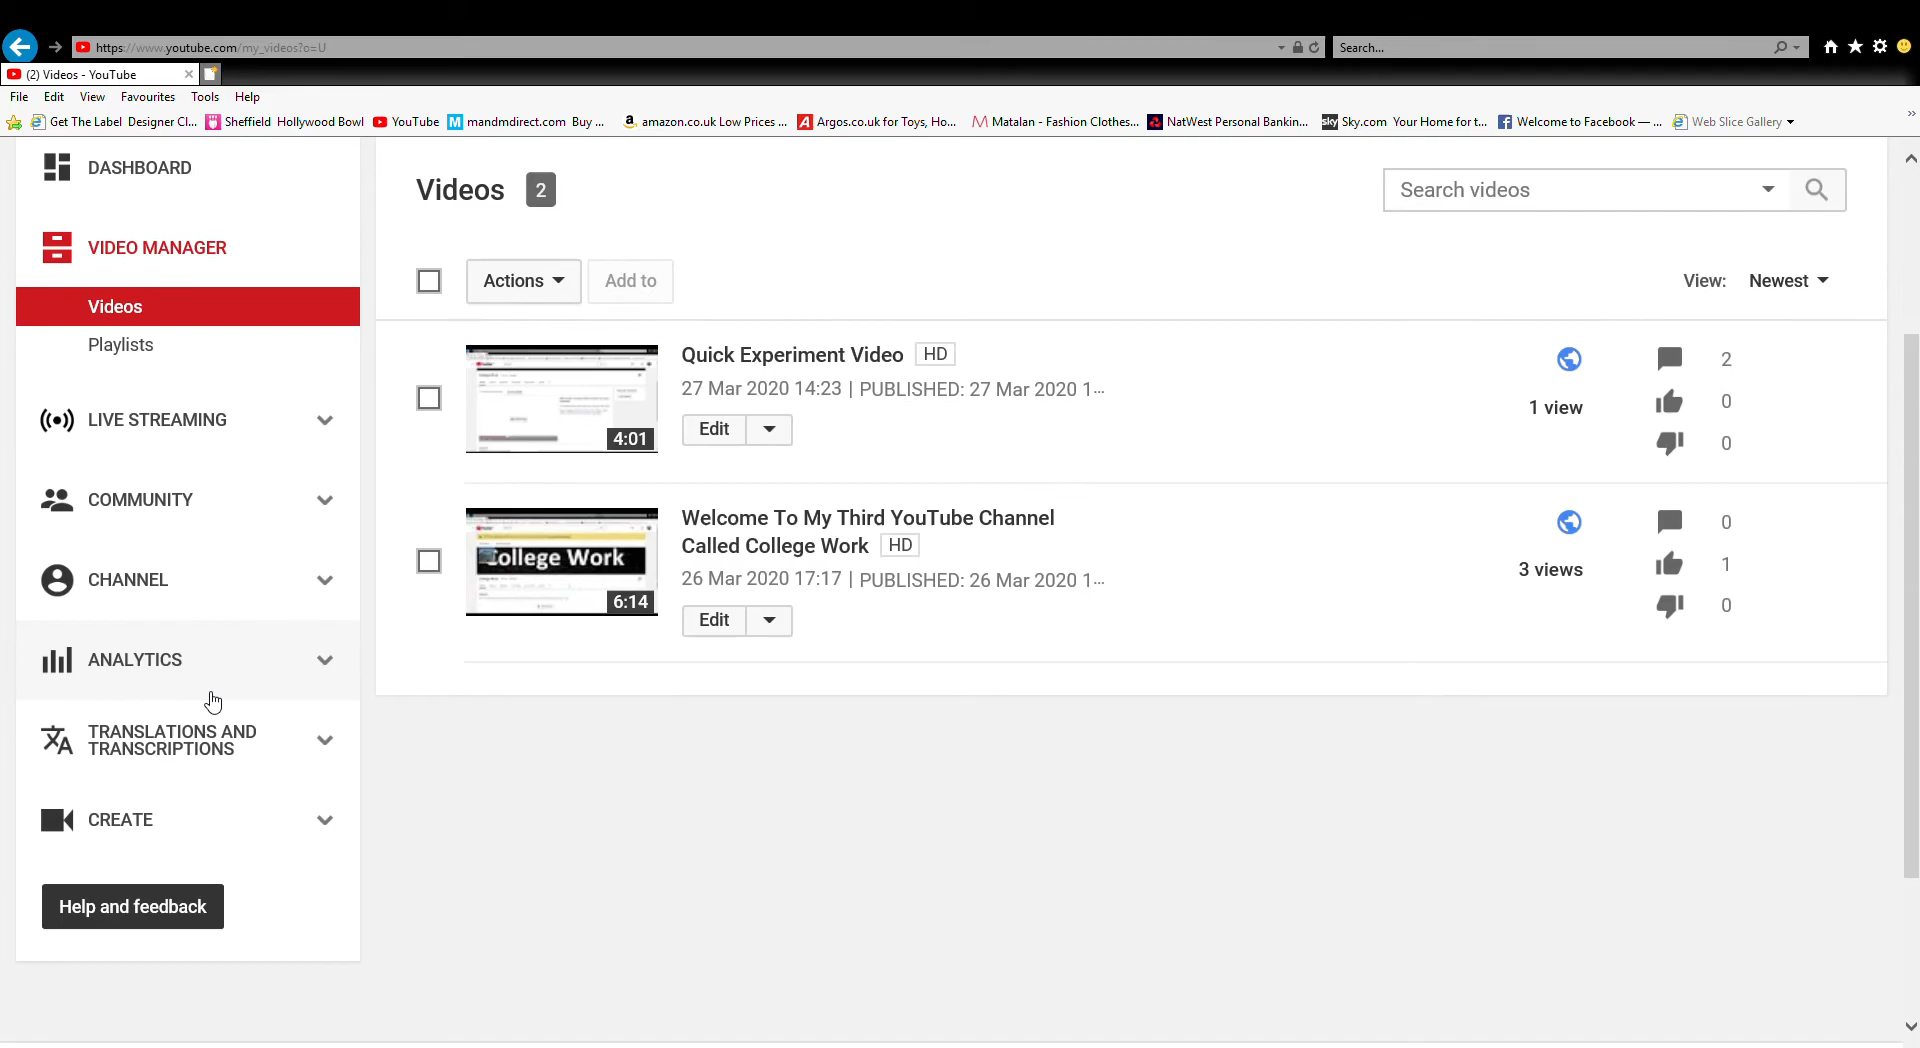 https://www.youtube.com/my_videos?o=U
Search...
(2) Videos - YouTube
File Edit View Favourites Tools Help
Get The Label Designer Cl... Sheffield Hollywood Bowl YouTube M mandmdirect.com Buy ... amazon.co.uk Low Prices ... Argos.co.uk for Toys, Ho... Matalan - Fashion Clothes... NatWest Personal Bankin... sky Sky.com Your Home for t... Welcome to Facebook — ... Web Slice Gallery
DASHBOARD
VIDEO MANAGER
Videos
Playlists
LIVE STREAMING
COMMUNITY
CHANNEL
ANALYTICS
TRANSLATIONS AND
TRANSCRIPTIONS
CREATE
Help and feedback
Videos 2
Search videos
Actions Add to
View: Newest
4:01
Quick Experiment Video HD
27 Mar 2020 14:23 | PUBLISHED: 27 Mar 2020 1...
Edit
1 view
2
0
0
College Work
6:14
Welcome To My Third YouTube Channel
Called College Work HD
26 Mar 2020 17:17 | PUBLISHED: 26 Mar 2020 1...
Edit
3 views
0
1
0